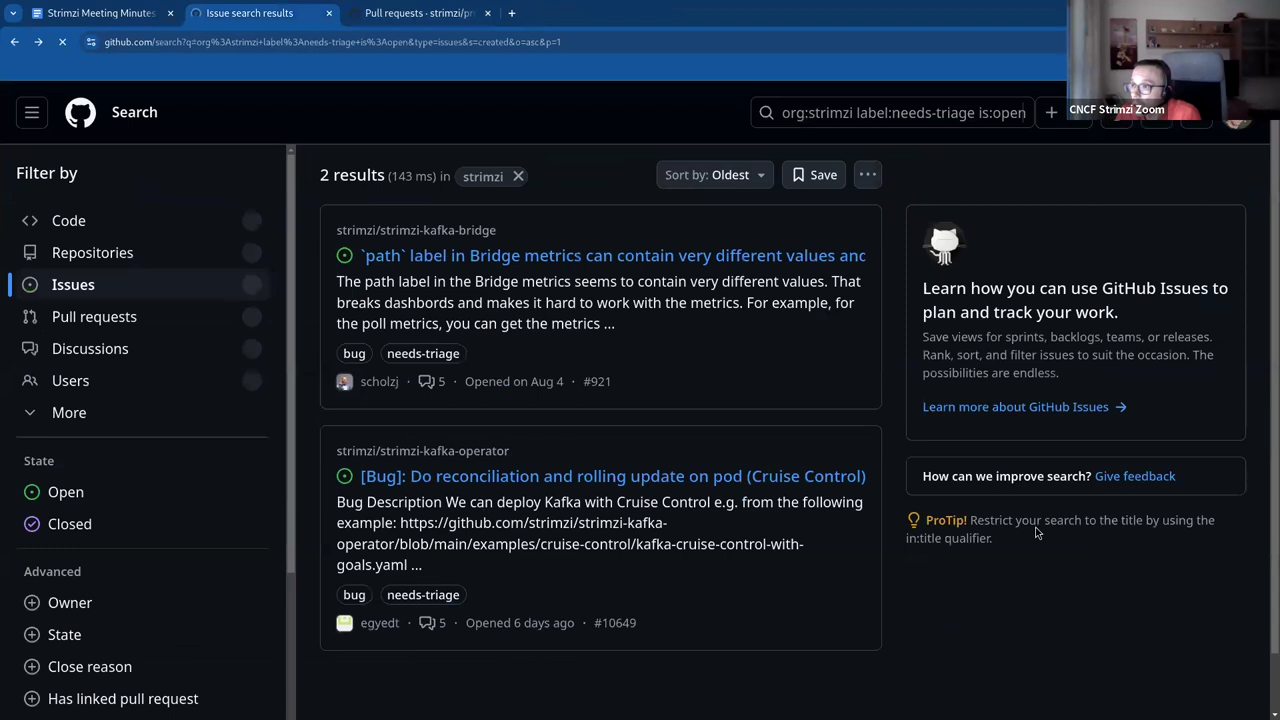 Strimzi Meeting Minutes
Issue search results
Pull requests · strimzi/pr
github.com/search?q=org%3Astrimzi+label%3Aneeds-triage+is%3Aopen&type=issues&s=created&o=asc&p=1
CNCF Strimzi Zoom
Search
org:strimzi label:needs-triage is:open
Filter by
Code
Repositories
Issues
Pull requests
Discussions
Users
More
State
Open
Closed
Advanced
Owner
State
Close reason
Has linked pull request
2 results (143 ms) in strimzi
Sort by: Oldest
Save
strimzi/strimzi-kafka-bridge
`path` label in Bridge metrics can contain very different values anc
The path label in the Bridge metrics seems to contain very different values. That
breaks dashbords and makes it hard to work with the metrics. For example, for
the poll metrics, you can get the metrics ...
bug needs-triage
scholzj · 5 · Opened on Aug 4 · #921
strimzi/strimzi-kafka-operator
[Bug]: Do reconciliation and rolling update on pod (Cruise Control)
Bug Description We can deploy Kafka with Cruise Control e.g. from the following
example: https://github.com/strimzi/strimzi-kafka-
operator/blob/main/examples/cruise-control/kafka-cruise-control-with-
goals.yaml ...
bug needs-triage
egyedt · 5 · Opened 6 days ago · #10649
Learn how you can use GitHub Issues to
plan and track your work.
Save views for sprints, backlogs, teams, or releases.
Rank, sort, and filter issues to suit the occasion. The
possibilities are endless.
Learn more about GitHub Issues
How can we improve search? Give feedback
ProTip! Restrict your search to the title by using the
in:title qualifier.